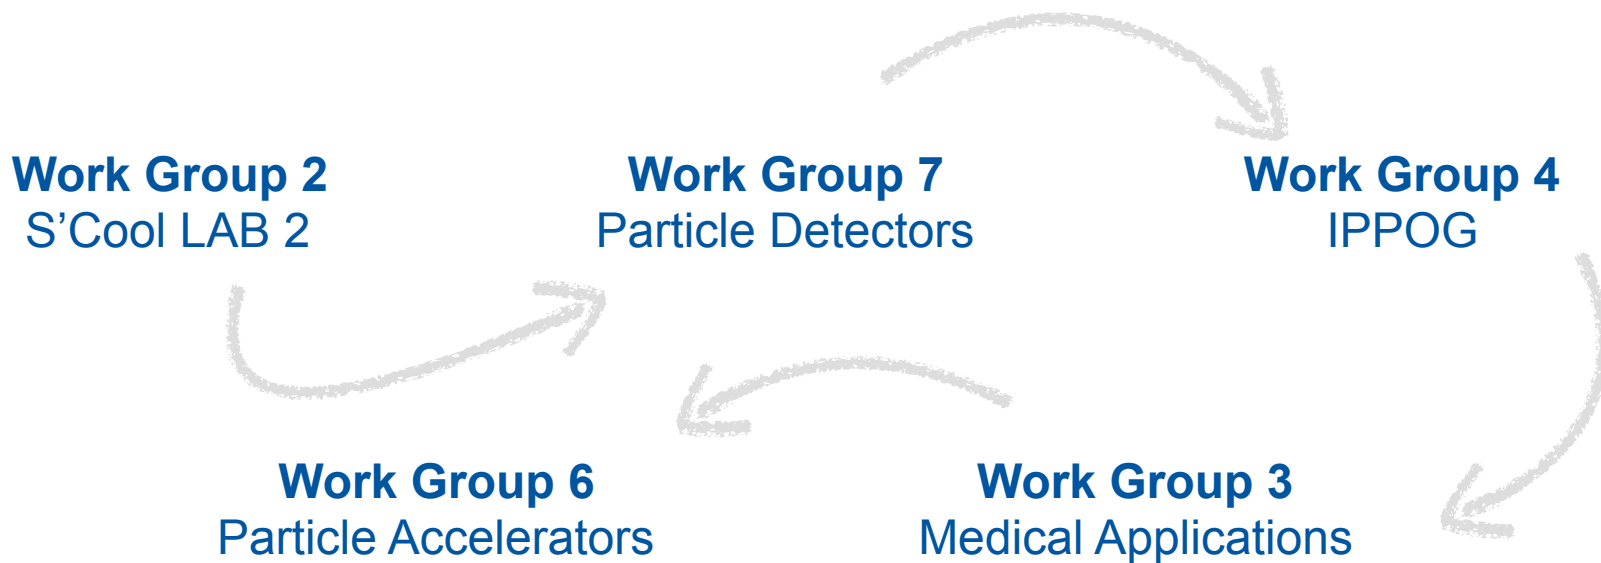 Work Group 2
S’Cool LAB 2
Work Group 7
Particle Detectors
Work Group 4
IPPOG
Work Group 6
Particle Accelerators
Work Group 3
Medical Applications